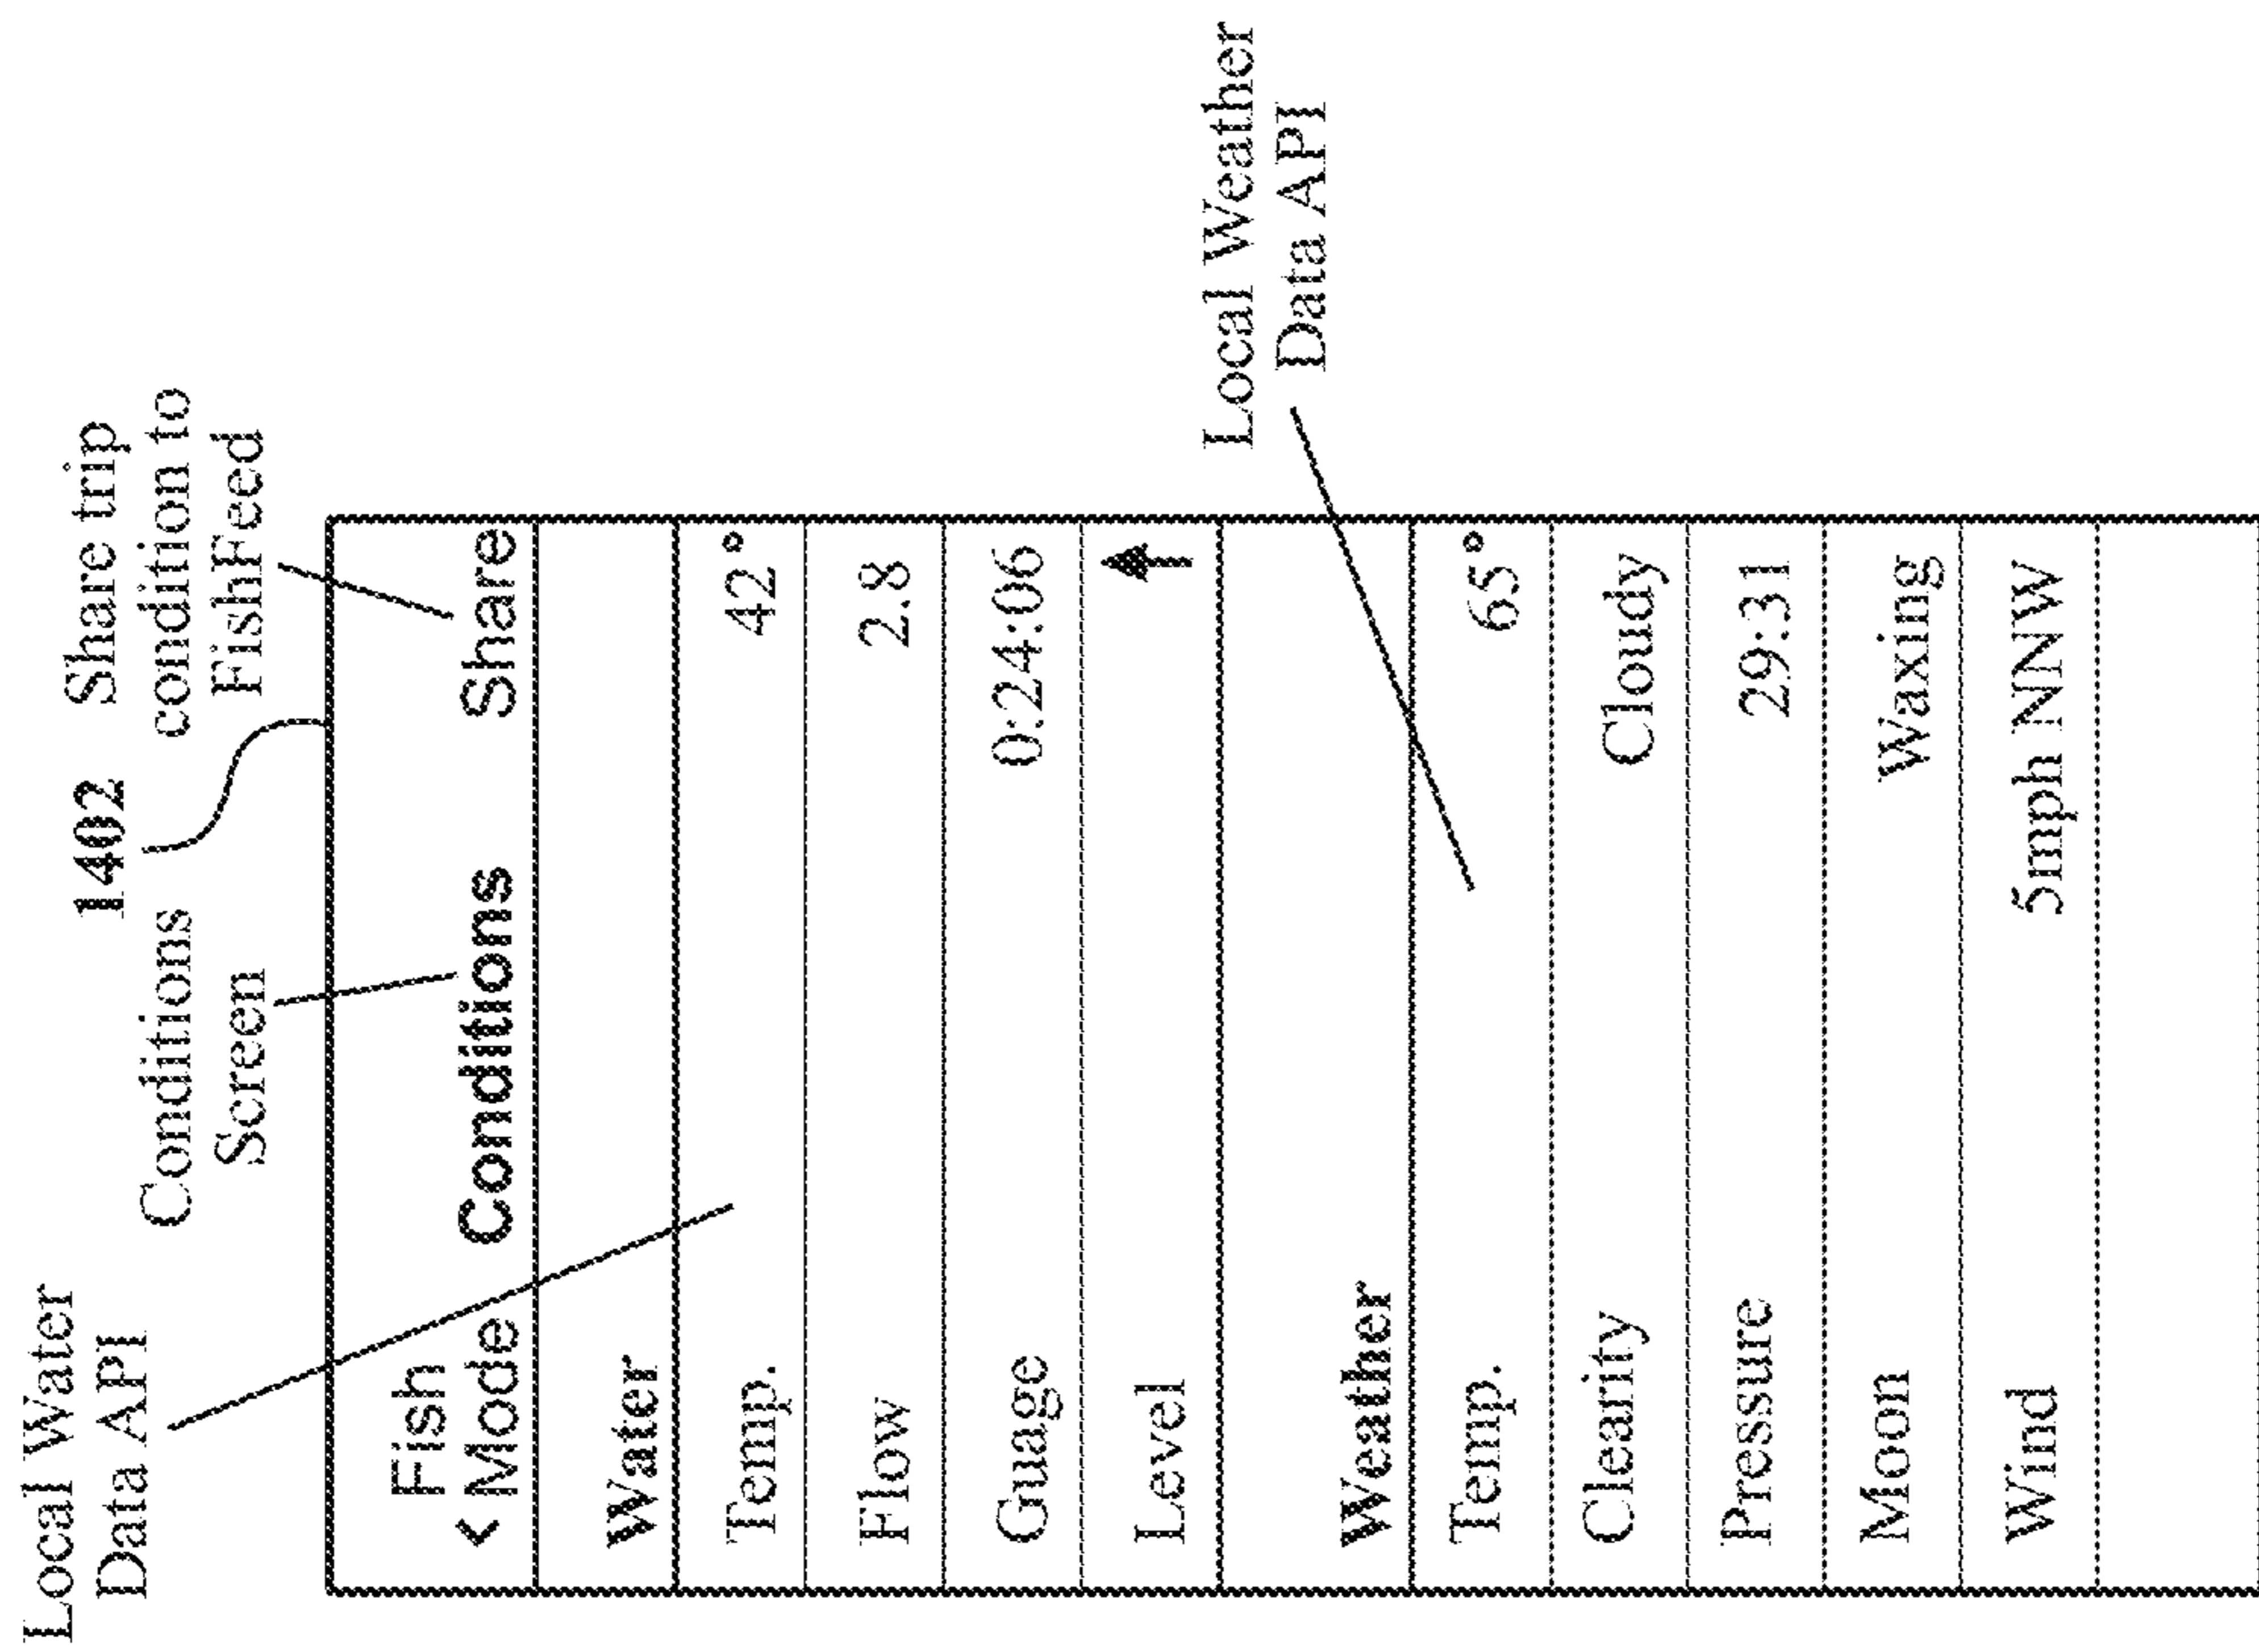 Local Water
Data API
Conditions
Screen
1402
Share trip
condition to
FishFeed
Fish
< Mode Conditions Share
Water
Temp. 42°
Flow 2.8
Guage 0:24:06
Level ↑
Local Weather
Data API
Weather
Temp. 65°
Clearity Cloudy
Pressure 29:31
Moon Waxing
Wind 5mph NNW